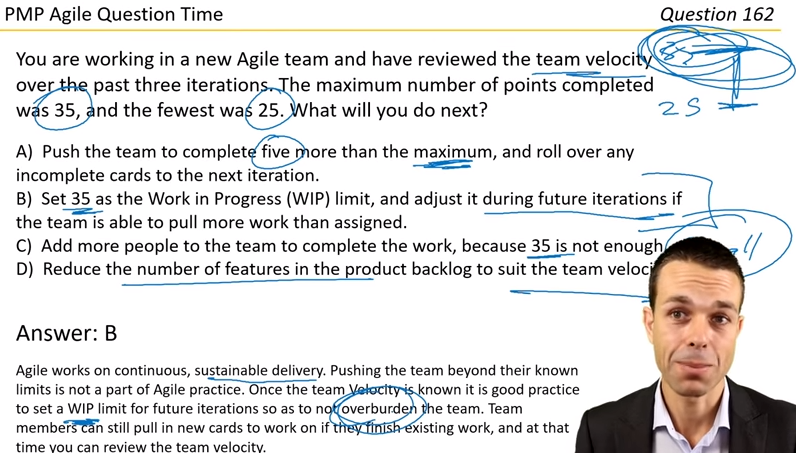 PMP Agile Question Time
Question 162
You are working in a new Agile team and have reviewed the team velocity
over the past three iterations. The maximum number of points completed
was 35, and the fewest was 25. What will you do next?
35
25
A) Push the team to complete five more than the maximum, and roll over any
incomplete cards to the next iteration.
B) Set 35 as the Work in Progress (WIP) limit, and adjust it during future iterations if
the team is able to pull more work than assigned.
C) Add more people to the team to complete the work, because 35 is not enough
D) Reduce the number of features in the product backlog to suit the team veloci
Answer: B
Agile works on continuous, sustainable delivery. Pushing the team beyond their known
limits is not a part of Agile practice. Once the team Velocity is known it is good practice
to set a WIP limit for future iterations so as to not overburden the team. Team
members can still pull in new cards to work on if they finish existing work, and at that
time you can review the team velocity.